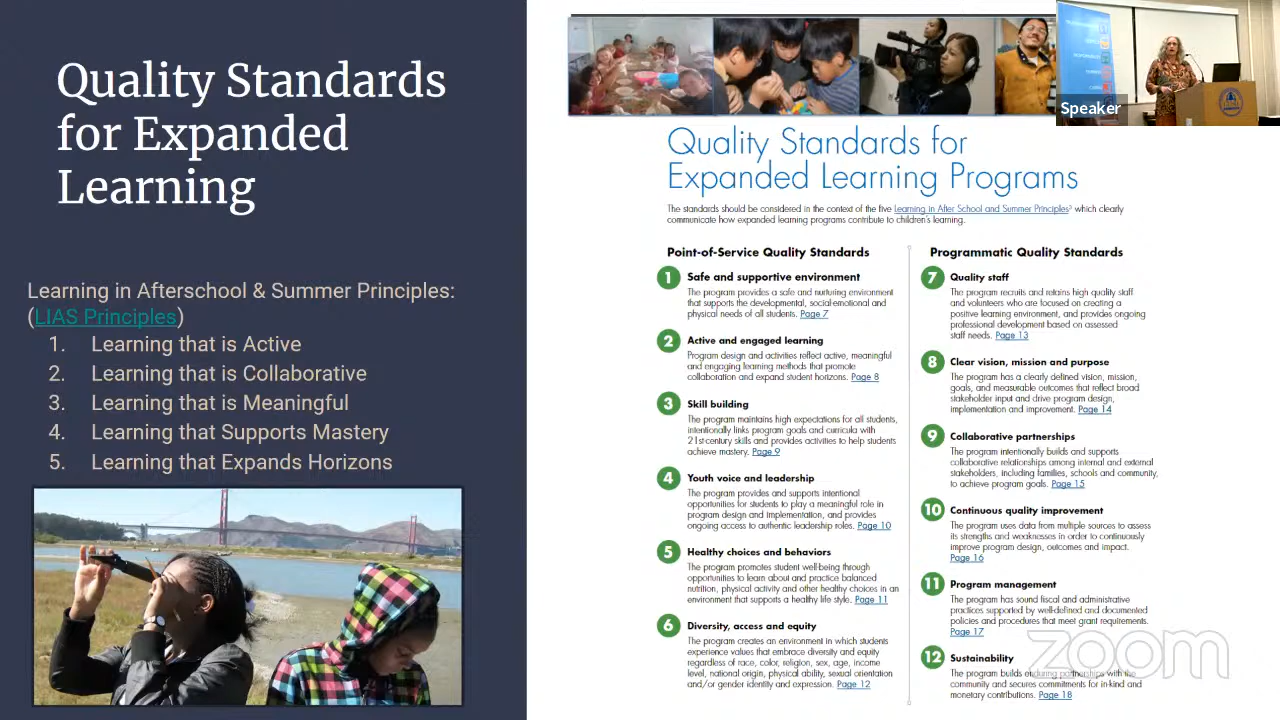 Quality Standards
for Expanded
Learning
Learning in Afterschool & Summer Principles:
(LIAS Principles)
1. Learning that is Active
2. Learning that is Collaborative
3. Learning that is Meaningful
4. Learning that Supports Mastery
5. Learning that Expands Horizons
Speaker
Quality Standards for
Expanded Learning Programs
The standards should be considered in the context of the five Learning in After School and Summer Principles³ which clearly
communicate how expanded learning programs contribute to children's learning.
Point-of-Service Quality Standards
1 Safe and supportive environment
The program provides a safe and nurturing environment
that supports the developmental, social-emotional and
physical needs of all students. Page 7
2 Active and engaged learning
Program design and activities reflect active, meaningful
and engaging learning methods that promote
collaboration and expand student horizons. Page 8
3 Skill building
The program maintains high expectations for all students,
intentionally links program goals and curricula with
21st-century skills and provides activities to help students
achieve mastery. Page 9
4 Youth voice and leadership
The program provides and supports intentional
opportunities for students to play a meaningful role in
program design and implementation, and provides
ongoing access to authentic leadership roles. Page 10
5 Healthy choices and behaviors
The program promotes student well-being through
opportunities to learn about and practice balanced
nutrition, physical activity and other healthy choices in an
environment that supports a healthy life style. Page 11
6 Diversity, access and equity
The program creates an environment in which students
experience values that embrace diversity and equity
regardless of race, color, religion, sex, age, income
level, national origin, physical ability, sexual orientation
and/or gender identity and expression. Page 12
Programmatic Quality Standards
7 Quality staff
The program recruits and retains high quality staff
and volunteers who are focused on creating a
positive learning environment, and provides ongoing
professional development based on assessed
staff needs. Page 13
8 Clear vision, mission and purpose
The program has a clearly defined vision, mission,
goals, and measurable outcomes that reflect broad
stakeholder input and drive program design,
implementation and improvement. Page 14
9 Collaborative partnerships
The program intentionally builds and supports
collaborative relationships among internal and external
stakeholders, including families, schools and community,
to achieve program goals. Page 15
10 Continuous quality improvement
The program uses data from multiple sources to assess
its strengths and weaknesses in order to continuously
improve program design, outcomes and impact.
Page 16
11 Program management
The program has sound fiscal and administrative
practices supported by well-defined and documented
policies and procedures that meet grant requirements.
Page 17
12 Sustainability
The program builds enduring partnerships with the
community and secures commitments for in-kind and
monetary contributions. Page 18
zoom